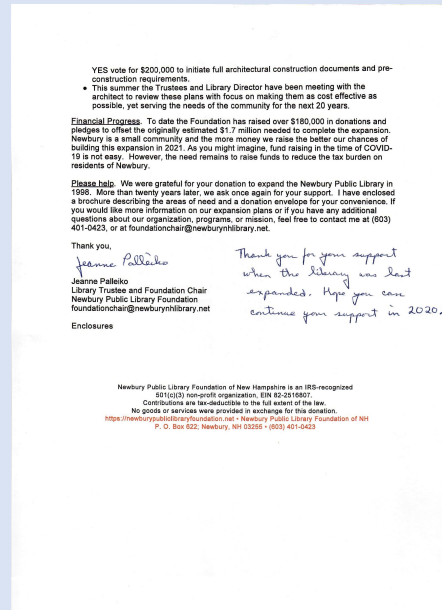 YES vote for $200,000 to initiate full architectural construction documents and pre-
construction requirements.
• This summer the Trustees and Library Director have been meeting with the
architect to review these plans with focus on making them as cost effective as
possible, yet serving the needs of the community for the next 20 years.
Financial Progress. To date the Foundation has raised over $180,000 in donations and
pledges to offset the originally estimated $1.7 million needed to complete the expansion.
Newbury is a small community and the more money we raise the better our chances of
building this expansion in 2021. As you might imagine, fund raising in the time of COVID-
19 is not easy. However, the need remains to raise funds to reduce the tax burden on
residents of Newbury.
Please help. We were grateful for your donation to expand the Newbury Public Library in
1998. More than twenty years later, we ask once again for your support. I have enclosed
a brochure describing the areas of need and a donation envelope for your convenience. If
you would like more information on our expansion plans or if you have any additional
questions about our organization, programs, or mission, feel free to contact me at (603)
401-0423, or at foundationchair@newburynhlibrary.net.
Thank you,
Jeanne Palleiko
Jeanne Palleiko
Library Trustee and Foundation Chair
Newbury Public Library Foundation
foundationchair@newburynhlibrary.net
Enclosures
Thank you for your support
when the library was last
expanded. Hope you can
continue your support in 2020.
Newbury Public Library Foundation of New Hampshire is an IRS-recognized
501(c)(3) non-profit organization, EIN 82-2516807.
Contributions are tax-deductible to the full extent of the law.
No goods or services were provided in exchange for this donation.
https://newburypubliclibraryfoundation.net • Newbury Public Library Foundation of NH
P. O. Box 622; Newbury, NH 03255 • (603) 401-0423